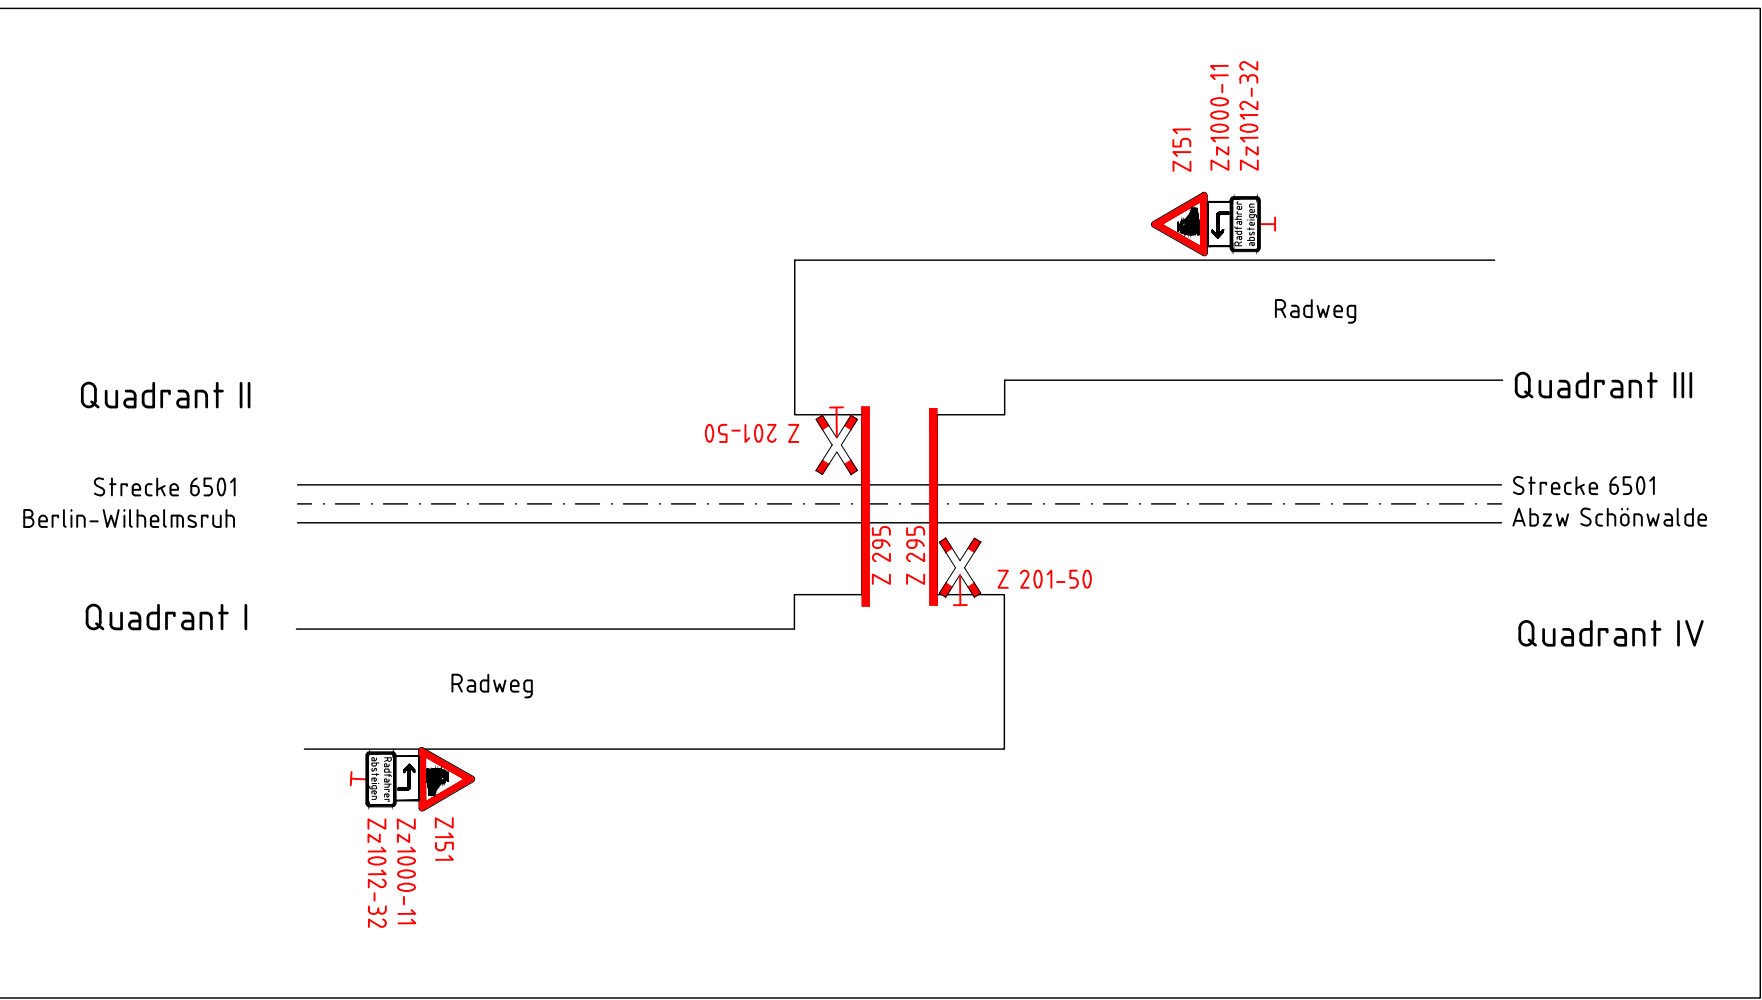 Z151
Zz1000-11
Zz1012-32
Radfahrer
absteigen
Radweg
Quadrant II
Quadrant III
Z 201-50
Strecke 6501
Berlin-Wilhelmsruh
Strecke 6501
Abzw Schönwalde
Z 295
Z 295
Z 201-50
Quadrant I
Quadrant IV
Radweg
Radfahrer
absteigen
Zz1012-32
Zz1000-11
Z151